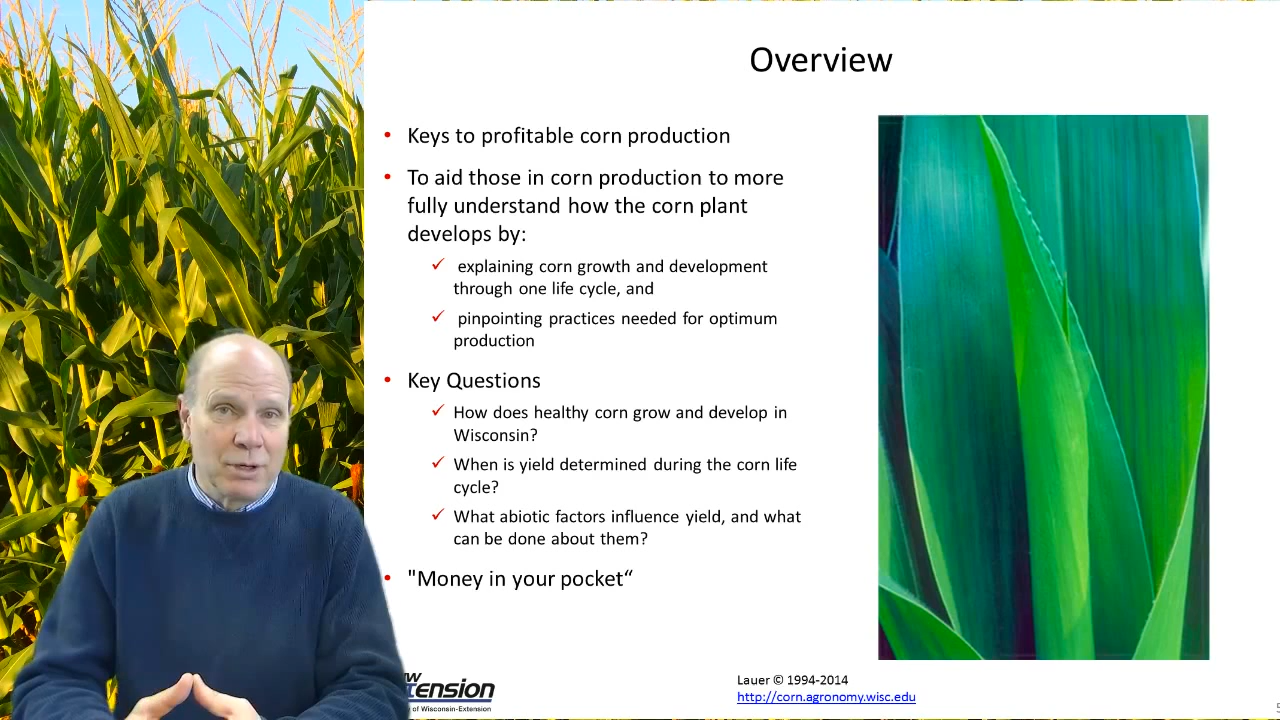 Overview
• Keys to profitable corn production
• To aid those in corn production to more
fully understand how the corn plant
develops by:
✓ explaining corn growth and development
through one life cycle, and
✓ pinpointing practices needed for optimum
production
• Key Questions
✓ How does healthy corn grow and develop in
Wisconsin?
✓ When is yield determined during the corn life
cycle?
✓ What abiotic factors influence yield, and what
can be done about them?
• "Money in your pocket“
tension
of Wisconsin-Extension
Lauer © 1994-2014
http://corn.agronomy.wisc.edu